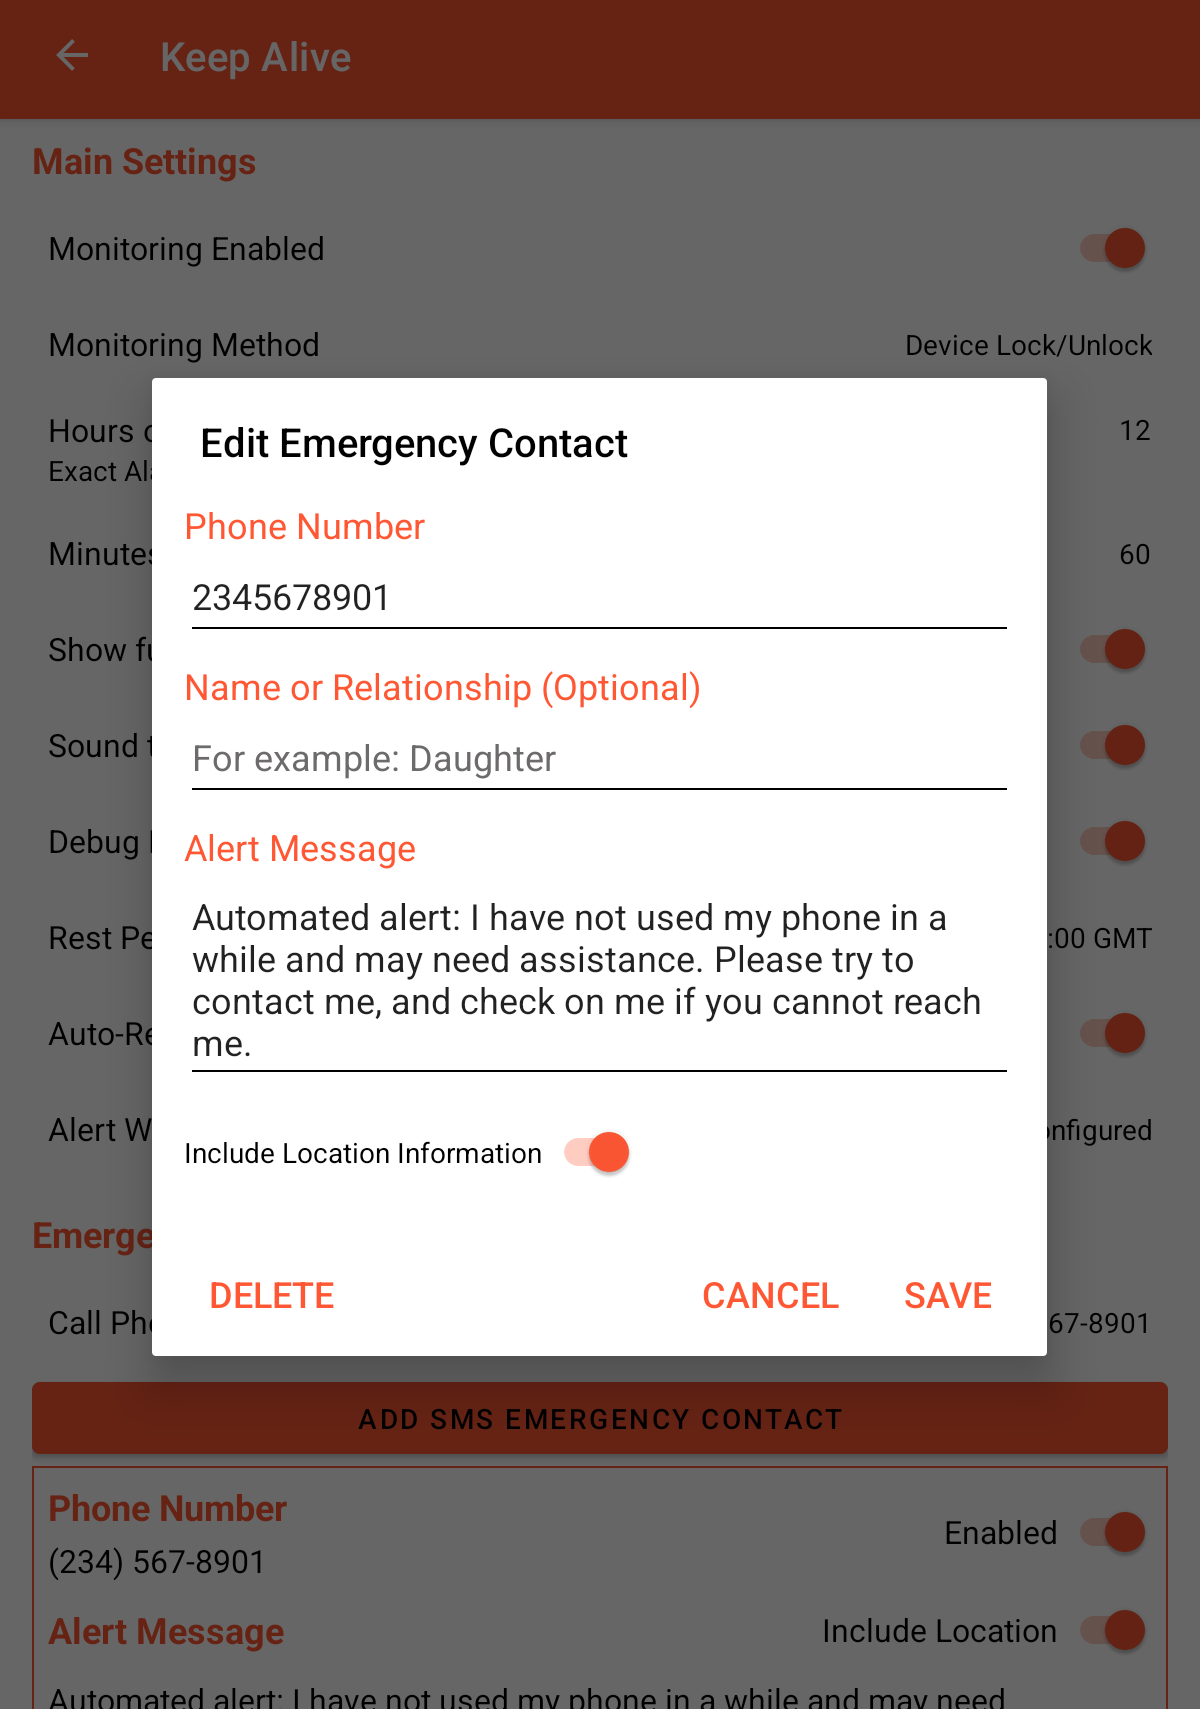 Keep Alive
Main Settings
Monitoring Enabled
Monitoring Method
Device Lock/Unlock
Hours
12
Exact
Minutes
60
Show
Sound
Debug
Rest
:00 GMT
Auto-Re
Alert W
onfigured
Emerge
Call Pho
67-8901
Edit Emergency Contact
Phone Number
2345678901
Name or Relationship (Optional)
For example: Daughter
Alert Message
Automated alert: I have not used my phone in a
while and may need assistance. Please try to
contact me, and check on me if you cannot reach
me.
Include Location Information
DELETE
CANCEL
SAVE
ADD SMS EMERGENCY CONTACT
Phone Number
Enabled
(234) 567-8901
Alert Message
Include Location
Automated alert: I have not used my phone in a while and may need